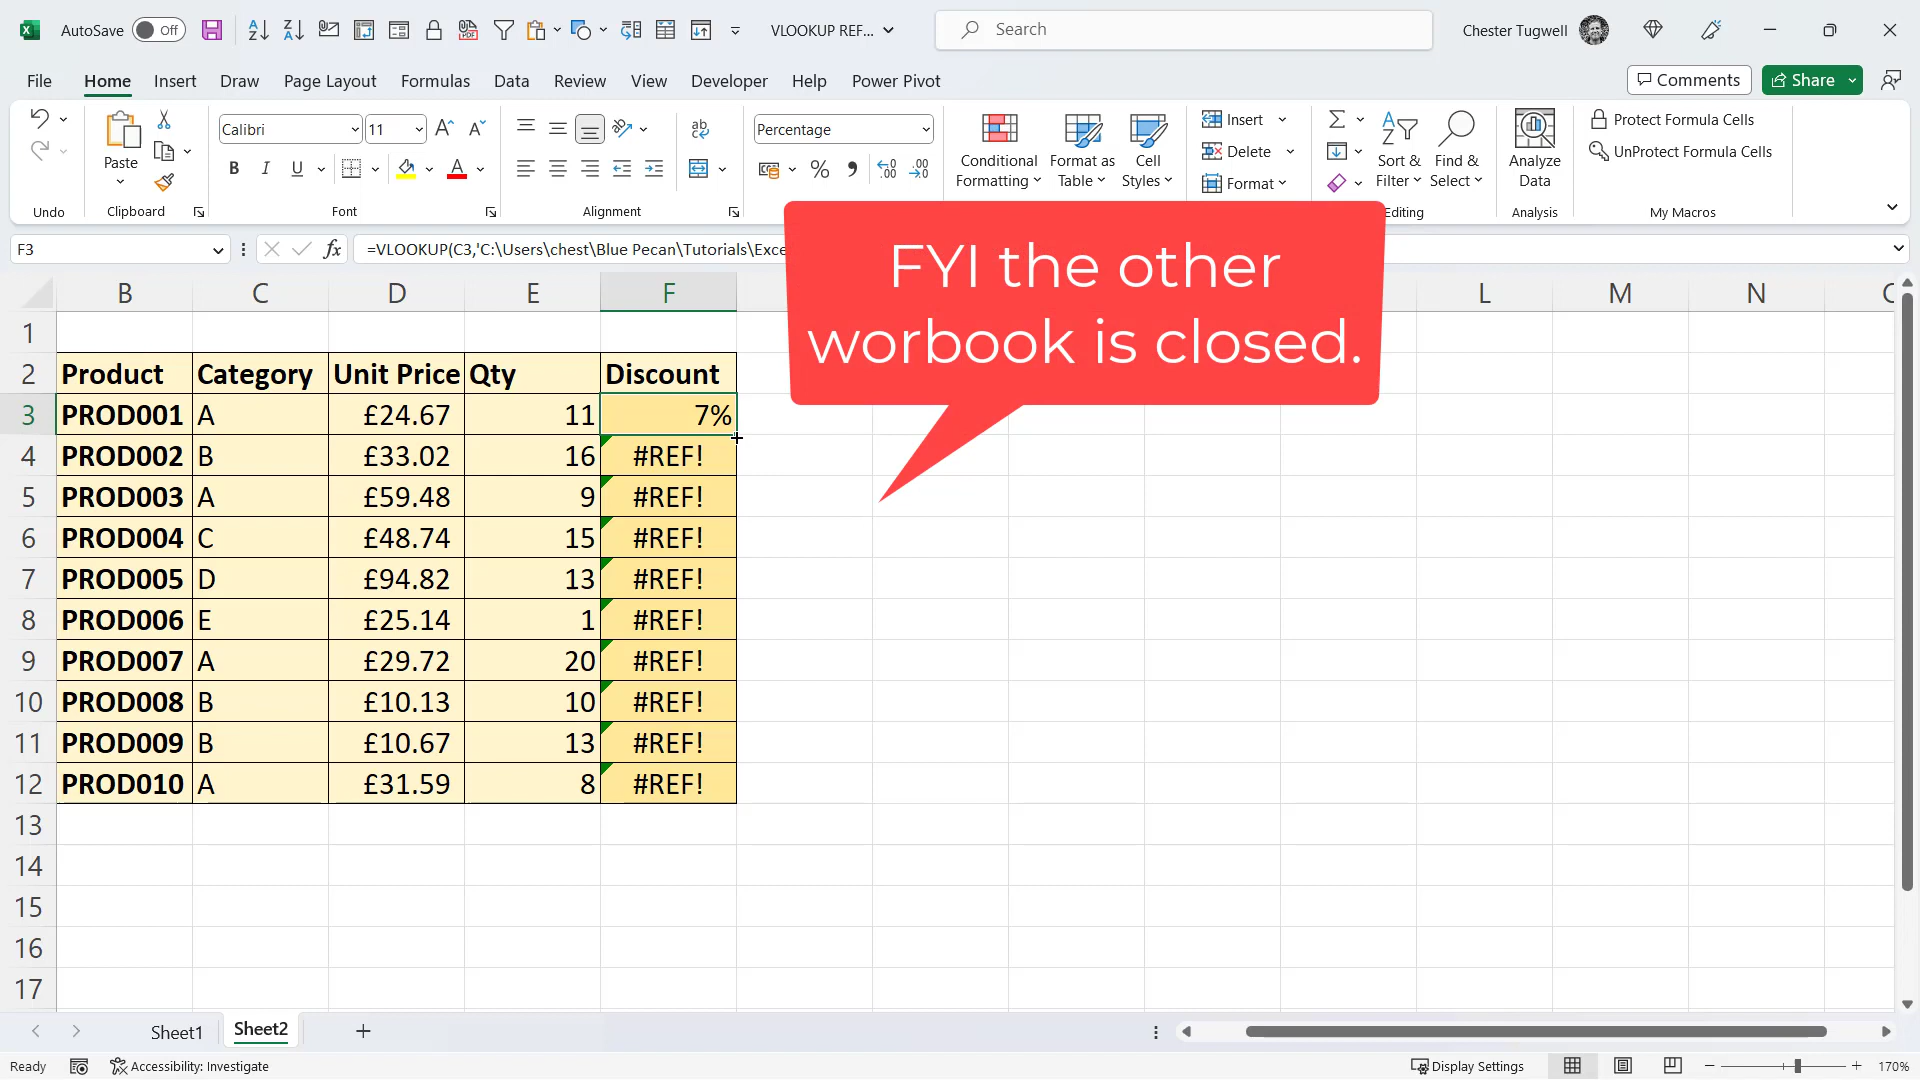 AutoSave Off VLOOKUP REF... Search Chester Tugwell
File Home Insert Draw Page Layout Formulas Data Review View Developer Help Power Pivot Comments Share
Calibri 11 Percentage Insert Protect Formula Cells
Paste Conditional Formatting Format as Table Cell Styles Delete Sort & Filter Find & Select Analyze Data UnProtect Formula Cells
Format
Undo Clipboard Font Alignment Editing Analysis My Macros
F3 fx =VLOOKUP(C3,'C:\Users\chest\Blue Pecan\Tutorials\Exce
FYI the other
worbook is closed.
B C D E F L M N
1
2 Product Category Unit Price Qty Discount
3 PROD001 A £24.67 11 7%
4 PROD002 B £33.02 16 #REF!
5 PROD003 A £59.48 9 #REF!
6 PROD004 C £48.74 15 #REF!
7 PROD005 D £94.82 13 #REF!
8 PROD006 E £25.14 1 #REF!
9 PROD007 A £29.72 20 #REF!
10 PROD008 B £10.13 10 #REF!
11 PROD009 B £10.67 13 #REF!
12 PROD010 A £31.59 8 #REF!
13
14
15
16
17
Sheet1 Sheet2
Ready Accessibility: Investigate Display Settings 170%